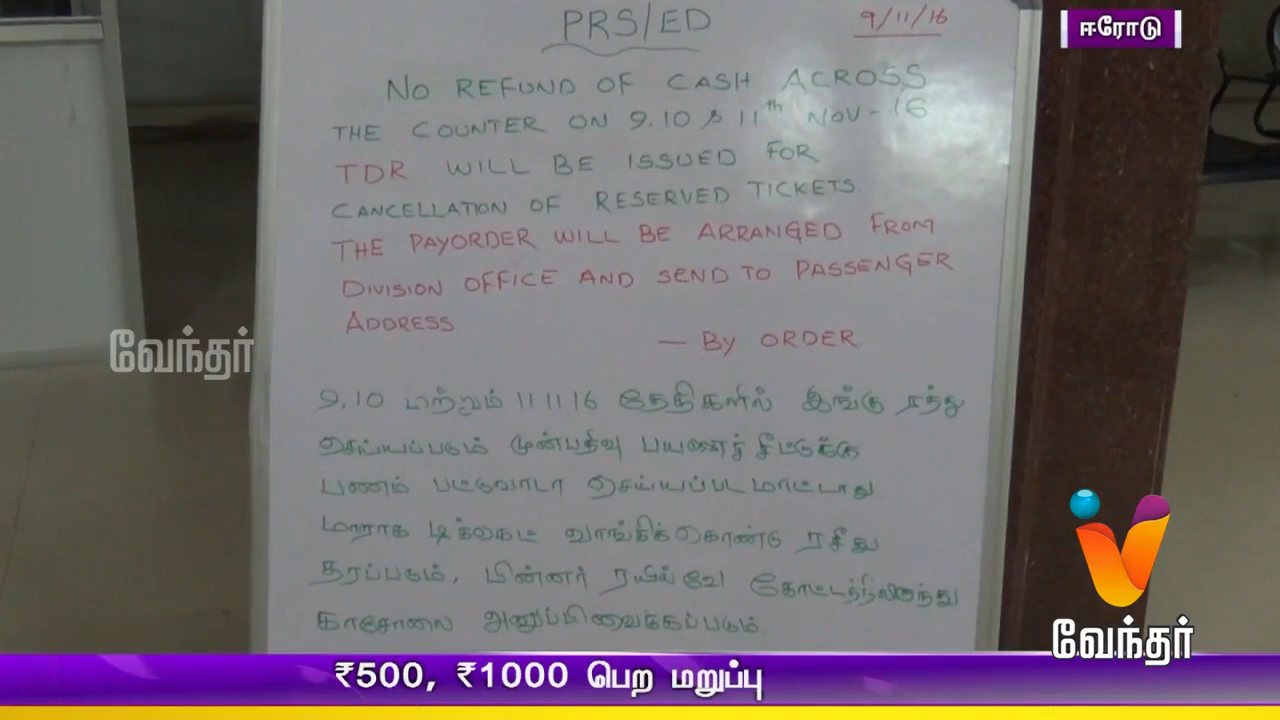 PRS/ED
9/11/16
ஈரோடு
NO REFUND OF CASH ACROSS
THE COUNTER ON 9.10 & 11th NOV-16
TDR WILL BE ISSUED FOR
CANCELLATION OF RESERVED TICKETS.
THE PAYORDER WILL BE ARRANGED FROM
DIVISION OFFICE AND SEND TO PASSENGER
ADDRESS
— BY ORDER
வேந்தர்
9.10 மற்றும் 11 11 16 தேதிகளில் இங்கு ரத்து
செய்யப்படும் முன்பதிவு பயணச்சீட்டுக்கு
பணம் பட்டுவாடா செய்யப்படமாட்டாது
மாறாக டிக்கெட் வாங்கிக்கொண்டு ரசீது
தரப்படும், பின்னர் ரயில்வே கோட்டத்திலிருந்து
காசோலை அனுப்பிவைக்கப்படும்
வேந்தர்
₹500, ₹1000 பெற மறுப்பு